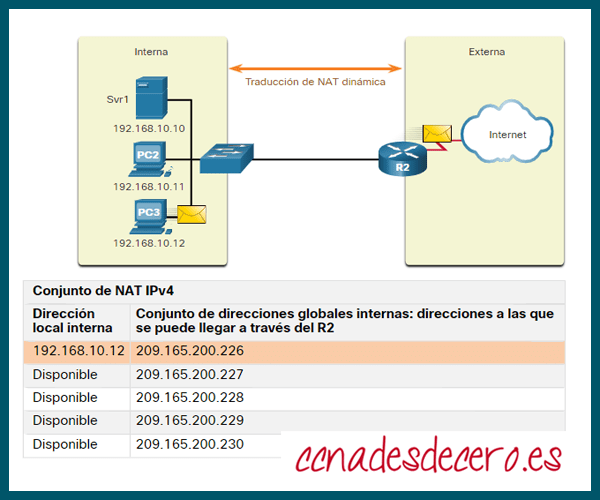 Interna
Externa
Traducción de NAT dinámica
Svr1
192.168.10.10
PC2
192.168.10.11
PC3
192.168.10.12
R2
Internet
Conjunto de NAT IPv4
Dirección local interna
Conjunto de direcciones globales internas: direcciones a las que se puede llegar a través del R2
192.168.10.12 209.165.200.226
Disponible 209.165.200.227
Disponible 209.165.200.228
Disponible 209.165.200.229
Disponible 209.165.200.230
ccnadesdecero.es